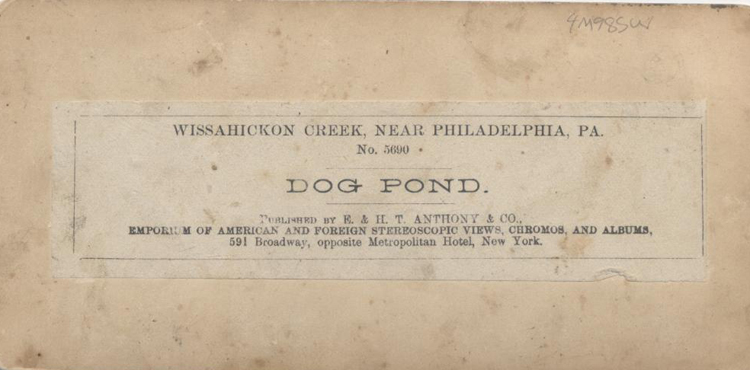 WISSAHICKON CREEK, NEAR PHILADELPHIA, PA.
No. 5690
DOG POND.
PUBLISHED BY E. & H. T. ANTHONY & CO.,
EMPORIUM OF AMERICAN AND FOREIGN STEREOSCOPIC VIEWS, CHROMOS, AND ALBUMS,
591 Broadway, opposite Metropolitan Hotel, New York.